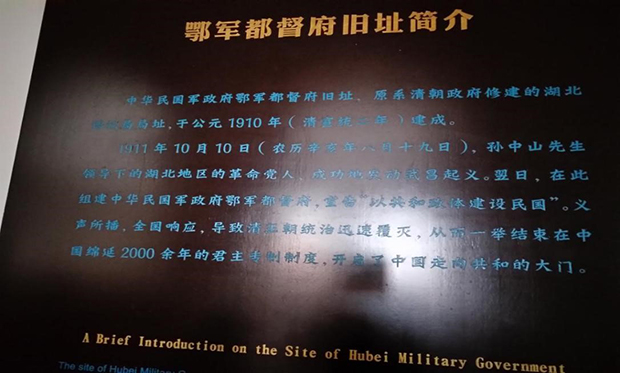 鄂军都督府旧址简介
中华民国军政府鄂军都督府旧址、原系清朝政府修建的湖北
局址,于公元1910年(清宣统二年)建成。
1911年10月10日(农历辛亥年八月十九日),孙中山先生
领导下的湖北地区的革命党人、成功地发动武昌起义。翌日,在此
组建中华民国军政府鄂军都督府,宣告“以共和政体建设民国”。义
声所播,全国响应,导致清王朝统治迅速覆灭,从而一举结束在中
国绵延2000余年的君主专制制度,开启了中国走向共和的大门。
A Brief Introduction on the Site of Hubei Military Government
The site of Hubei Military